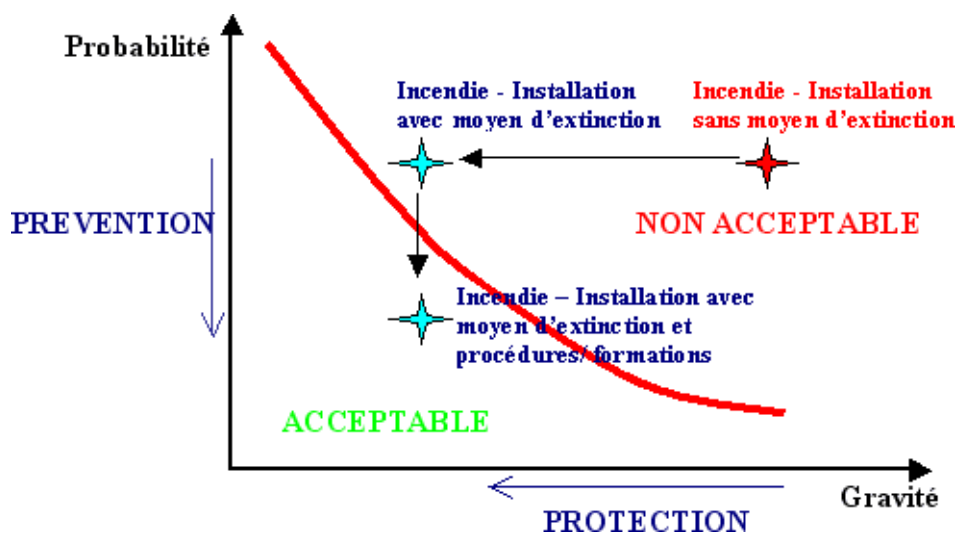 Probabilité
Incendie - Installation
avec moyen d'extinction
Incendie - Installation
sans moyen d'extinction
PREVENTION
NON ACCEPTABLE
Incendie – Installation avec
moyen d'extinction et
procédures/ formations
ACCEPTABLE
Gravité
PROTECTION